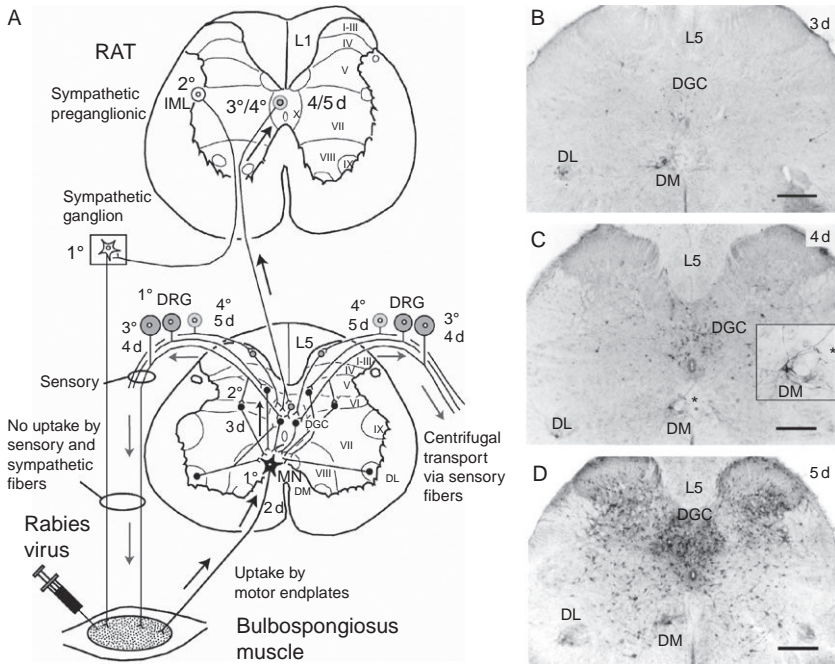 A
RAT
L1
I-III
IV
V
VII
VIII
IX
X
2°
IML
Sympathetic
preganglionic
3°/4°
4/5 d
Sympathetic
ganglion
1°
1° DRG
3°
4 d
4°
5 d
4°
5 d
DRG
3°
4 d
L5
I-III
IV
V
VI
VII
VIII
IX
Sensory
2°
3 d
DGC
1°
MN
DM
DL
2 d
No uptake by
sensory and
sympathetic
fibers
Centrifugal
transport
via sensory
fibers
Rabies
virus
Uptake by
motor endplates
Bulbospongiosus
muscle
B
3 d
L5
DGC
DL
DM
C
4 d
L5
DGC
*
DM
*
DL
DM
D
5 d
L5
DGC
DL
DM